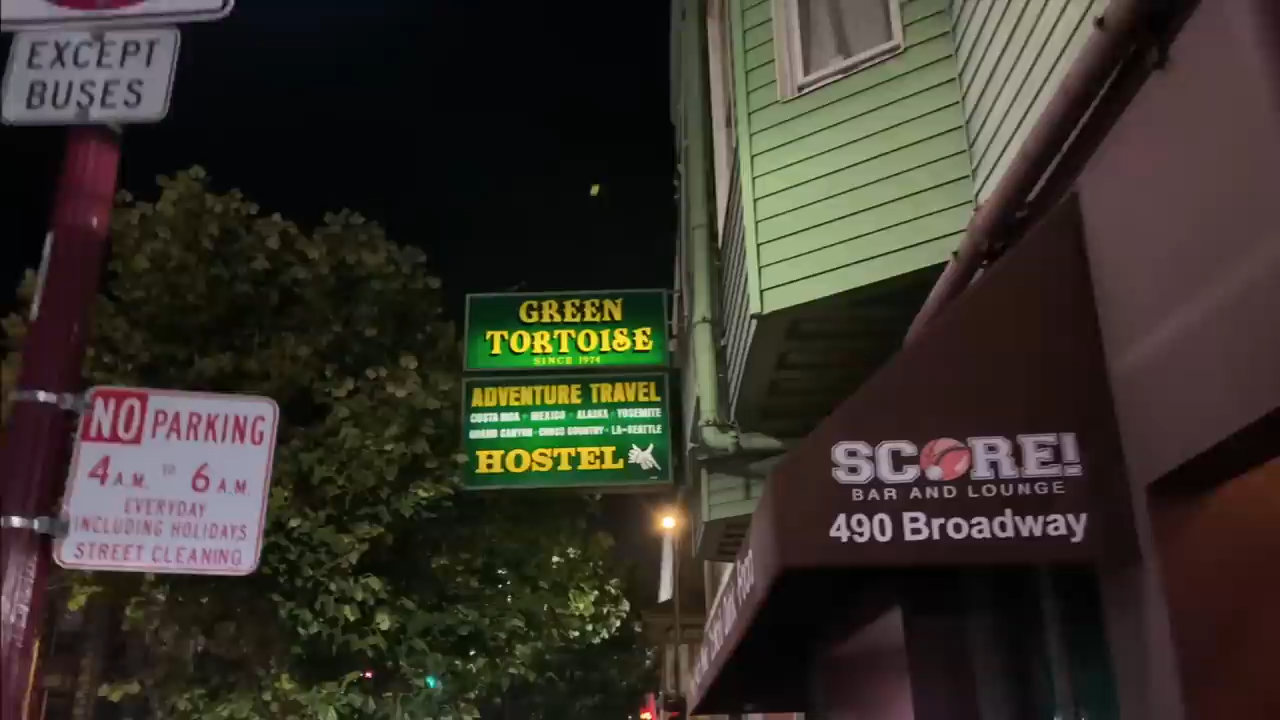 EXCEPT
BUSES
NO PARKING
4 A.M. TO 6 A.M.
EVERYDAY
INCLUDING HOLIDAYS
STREET CLEANING
GREEN
TORTOISE
SINCE 1974
ADVENTURE TRAVEL
COSTA RICA · MEXICO · ALASKA · YOSEMITE
GRAND CANYON · COPPER COUNTRY · LA-SEATTLE
HOSTEL
SCORE!
BAR AND LOUNGE
490 Broadway